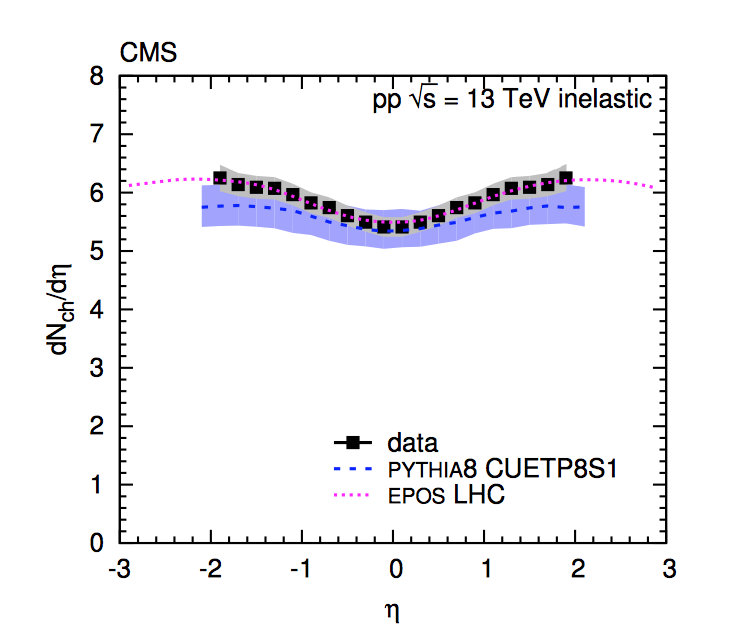 CMS
pp √s = 13 TeV inelastic
8
7
6
5
4
3
2
1
0
dNch/dη
data
PYTHIA8 CUETP8S1
EPOS LHC
-3 -2 -1 0 1 2 3
η